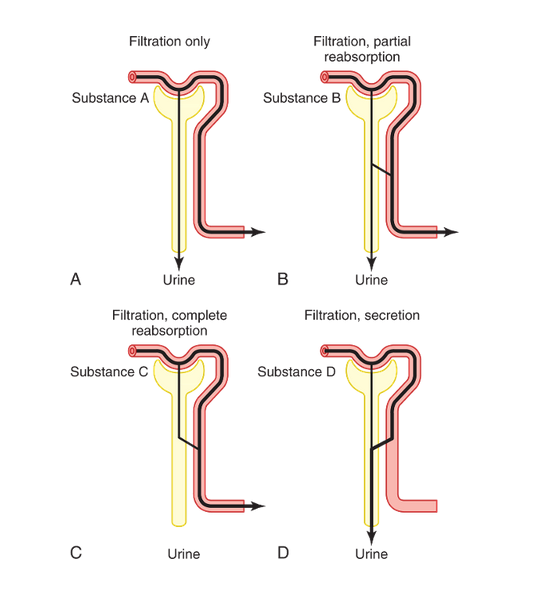 Filtration only
Substance A
A
Urine
Filtration, partial
reabsorption
Substance B
B
Urine
Filtration, complete
reabsorption
Substance C
C
Urine
Filtration, secretion
Substance D
D
Urine